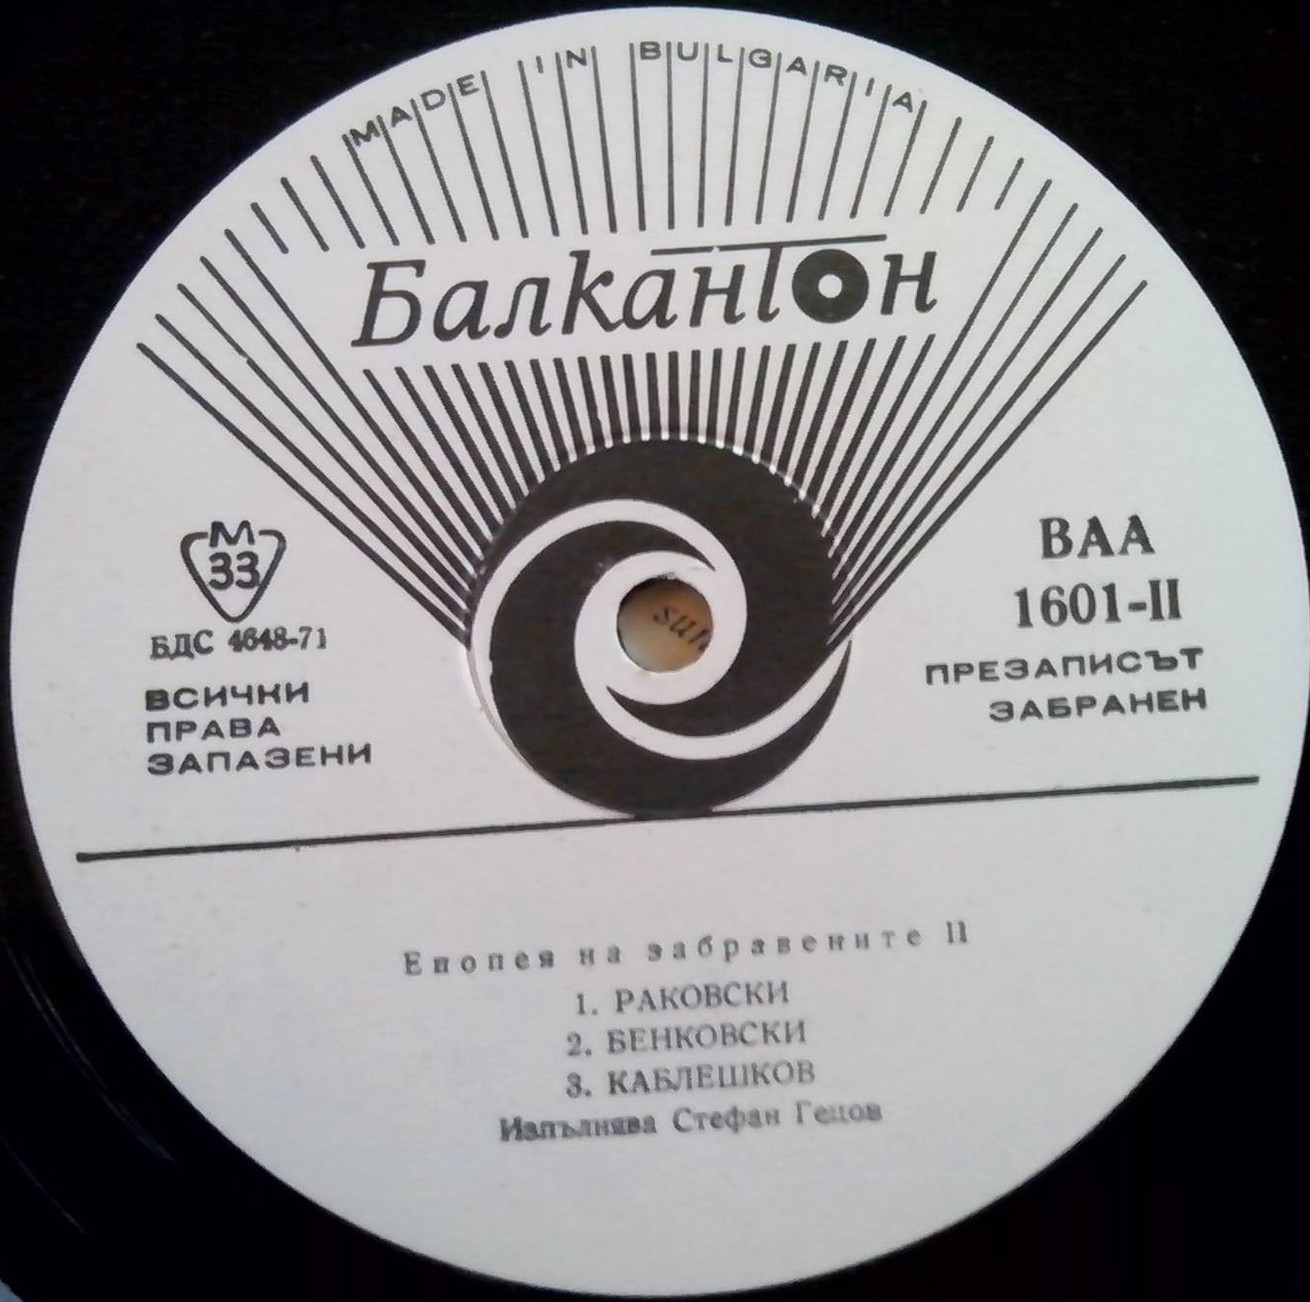 MADE IN BULGARIA
Балкантон
М
33
БДС 4648-71
ВСИЧКИ
ПРАВА
ЗАПАЗЕНИ
ВАА
1601-II
ПРЕЗАПИСЪТ
ЗАБРАНЕН
Епопея на забравените II
1. РАКОВСКИ
2. БЕНКОВСКИ
3. КАБЛЕШКОВ
Изпълнява Стефан Гецов